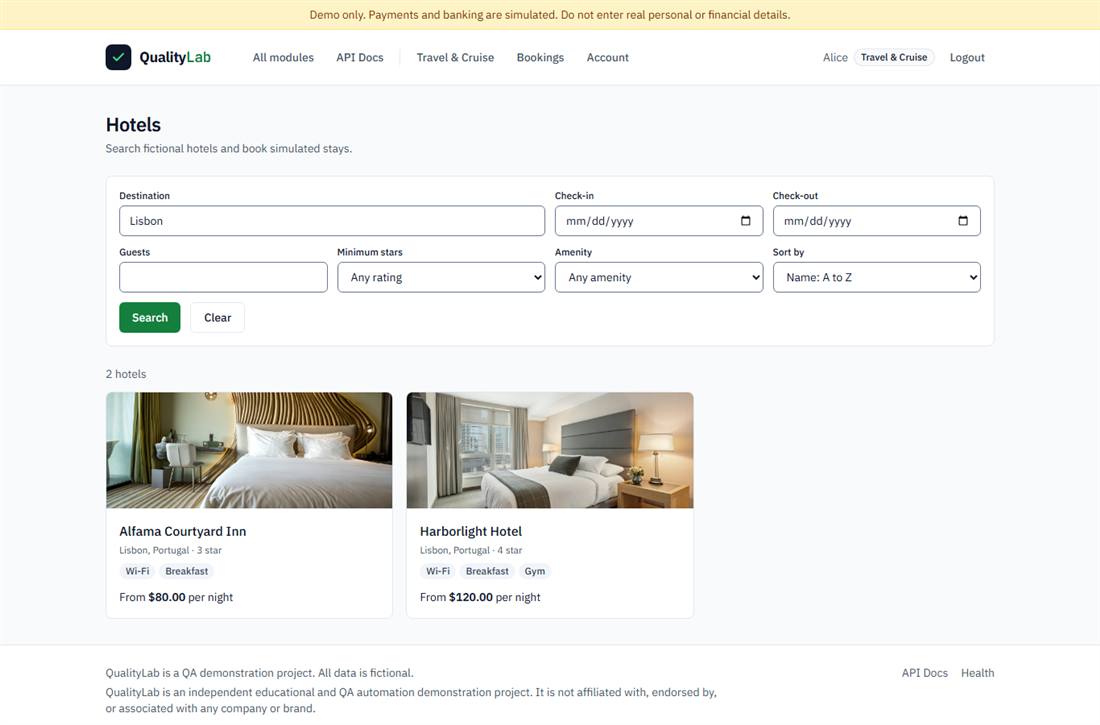 Demo only. Payments and banking are simulated. Do not enter real personal or financial details.
QualityLab
All modules
API Docs
Travel & Cruise
Bookings
Account
Alice
Travel & Cruise
Logout
Hotels
Search fictional hotels and book simulated stays.
Destination
Check-in
Check-out
Lisbon
mm/dd/yyyy
mm/dd/yyyy
Guests
Minimum stars
Amenity
Sort by
Any rating
Any amenity
Name: A to Z
Search
Clear
2 hotels
Alfama Courtyard Inn
Lisbon, Portugal · 3 star
Wi-Fi
Breakfast
From $80.00 per night
Harborlight Hotel
Lisbon, Portugal · 4 star
Wi-Fi
Breakfast
Gym
From $120.00 per night
QualityLab is a QA demonstration project. All data is fictional.
API Docs
Health
QualityLab is an independent educational and QA automation demonstration project. It is not affiliated with, endorsed by,
or associated with any company or brand.